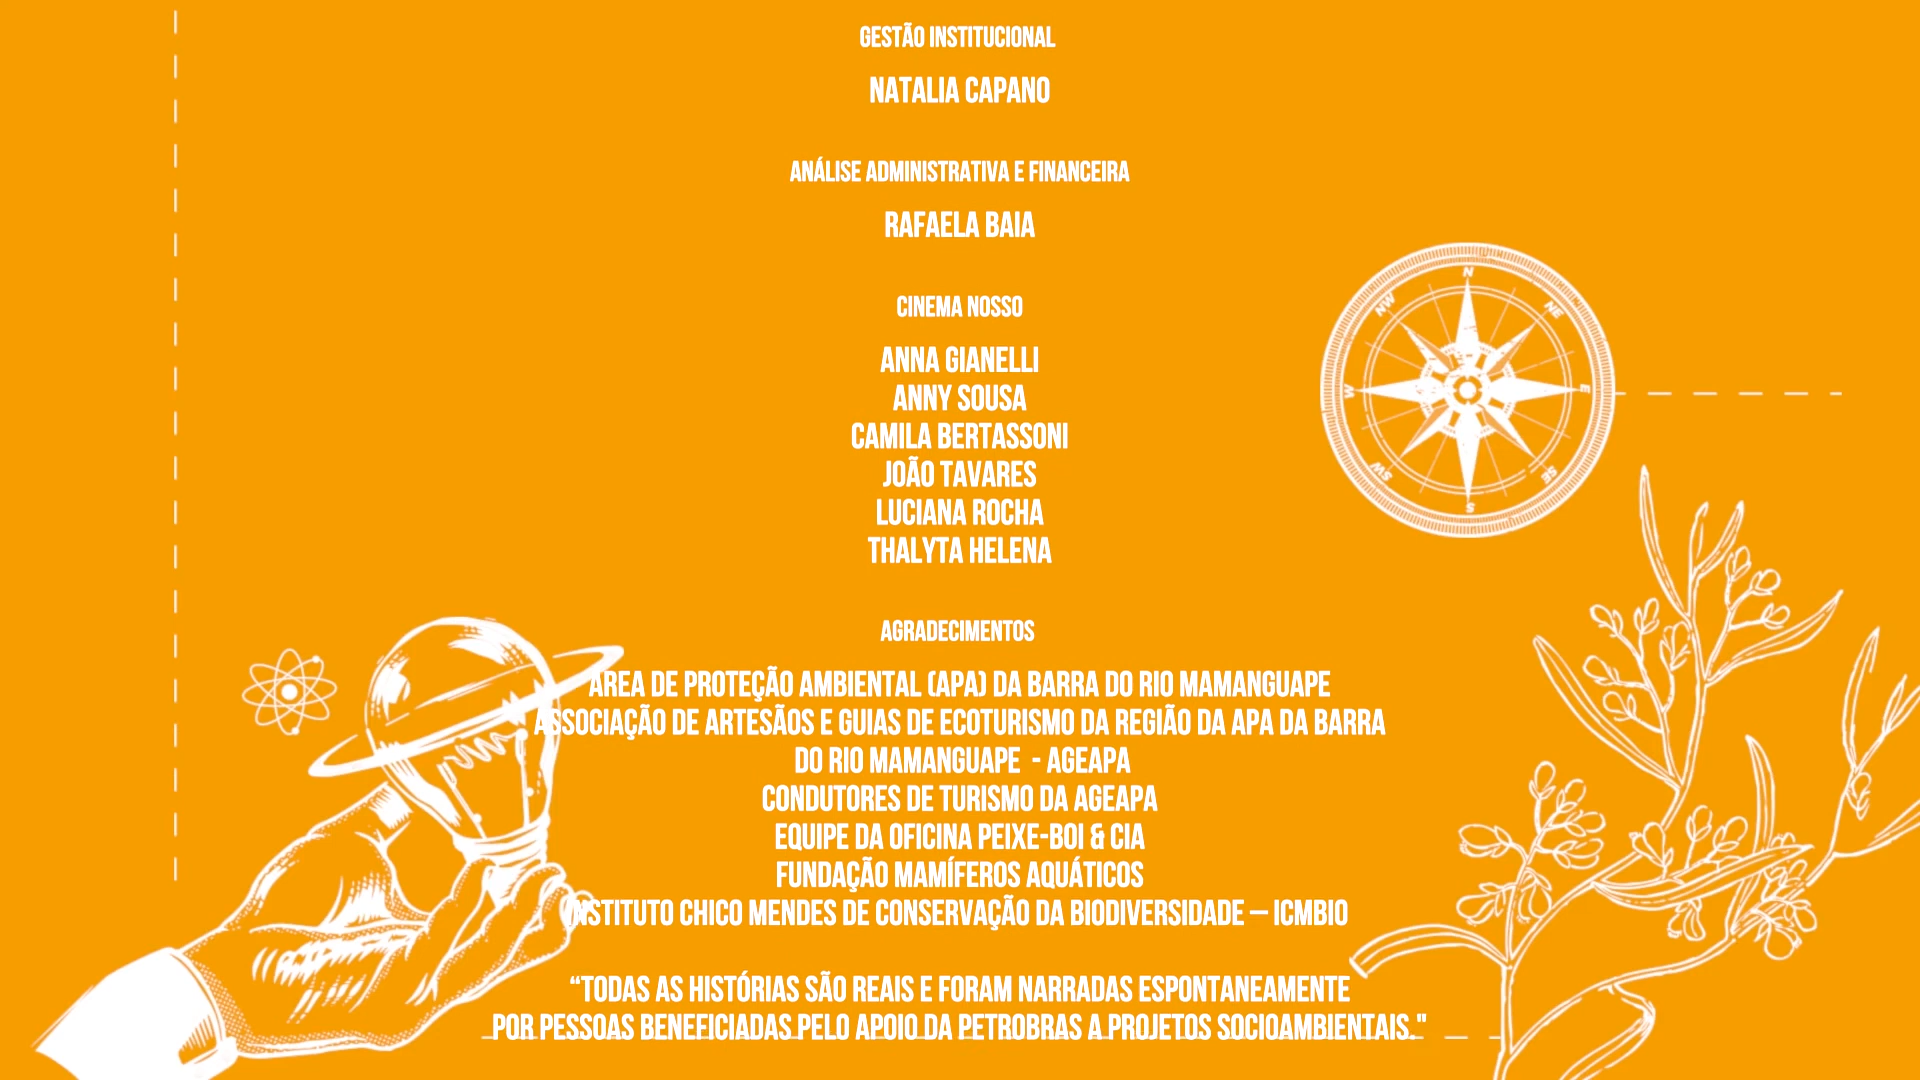 GESTÃO INSTITUCIONAL
NATALIA CAPANO
ANÁLISE ADMINISTRATIVA E FINANCEIRA
RAFAELA BAIA
CINEMA NOSSO
ANNA GIANELLI
ANNY SOUSA
CAMILA BERTASSONI
JOÃO TAVARES
LUCIANA ROCHA
THALYTA HELENA
N
NW
NE
W
E
SW
SE
S
AGRADECIMENTOS
ÁREA DE PROTEÇÃO AMBIENTAL (APA) DA BARRA DO RIO MAMANGUAPE
ASSOCIAÇÃO DE ARTESÃOS E GUIAS DE ECOTURISMO DA REGIÃO DA APA DA BARRA
DO RIO MAMANGUAPE - AGEAPA
CONDUTORES DE TURISMO DA AGEAPA
EQUIPE DA OFICINA PEIXE-BOI & CIA
FUNDAÇÃO MAMÍFEROS AQUÁTICOS
INSTITUTO CHICO MENDES DE CONSERVAÇÃO DA BIODIVERSIDADE – ICMBIO
“TODAS AS HISTÓRIAS SÃO REAIS E FORAM NARRADAS ESPONTANEAMENTE
POR PESSOAS BENEFICIADAS PELO APOIO DA PETROBRAS A PROJETOS SOCIOAMBIENTAIS."